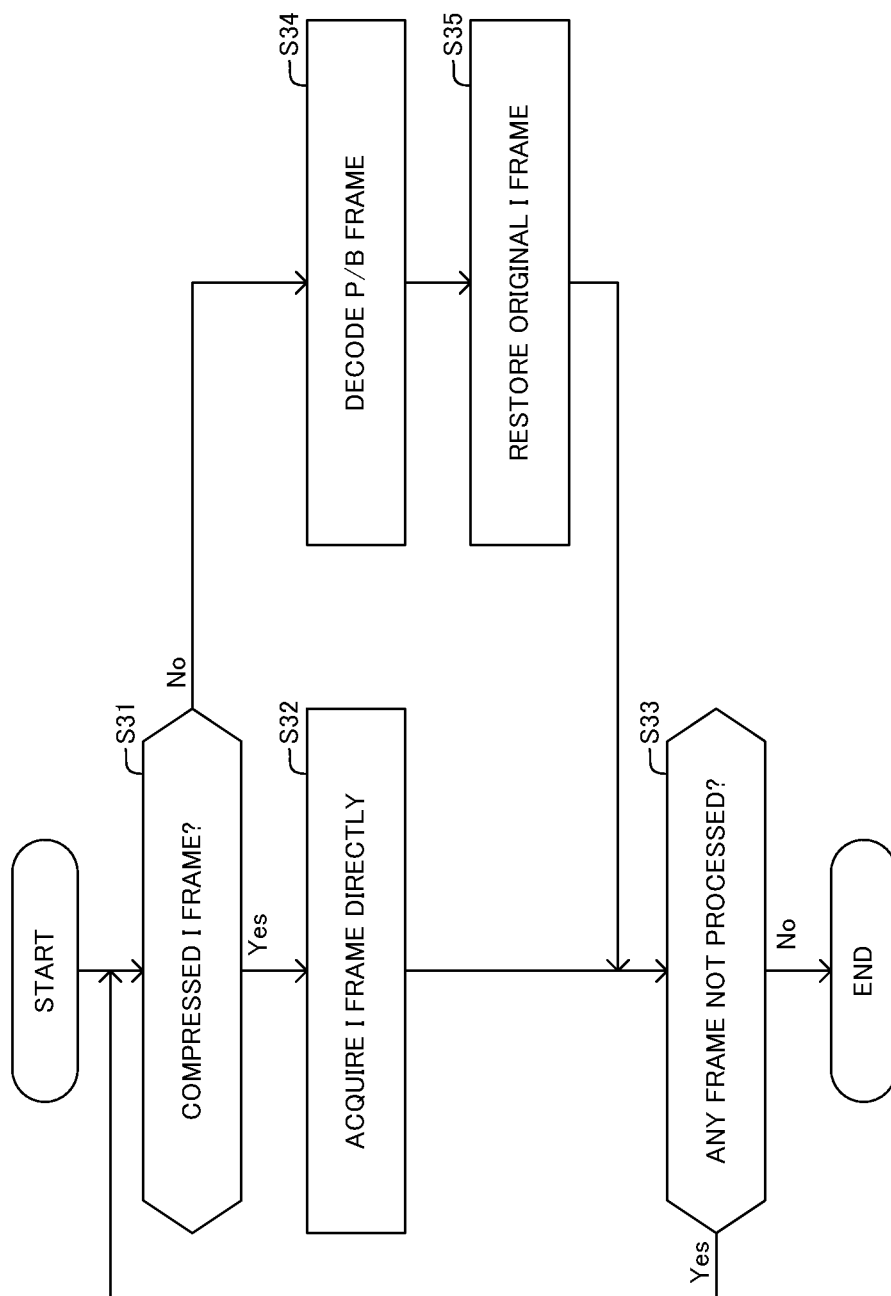 START
S31
COMPRESSED I FRAME?
No
Yes
S32
ACQUIRE I FRAME DIRECTLY
S34
DECODE P/B FRAME
S35
RESTORE ORIGINAL I FRAME
S33
ANY FRAME NOT PROCESSED?
Yes
No
END